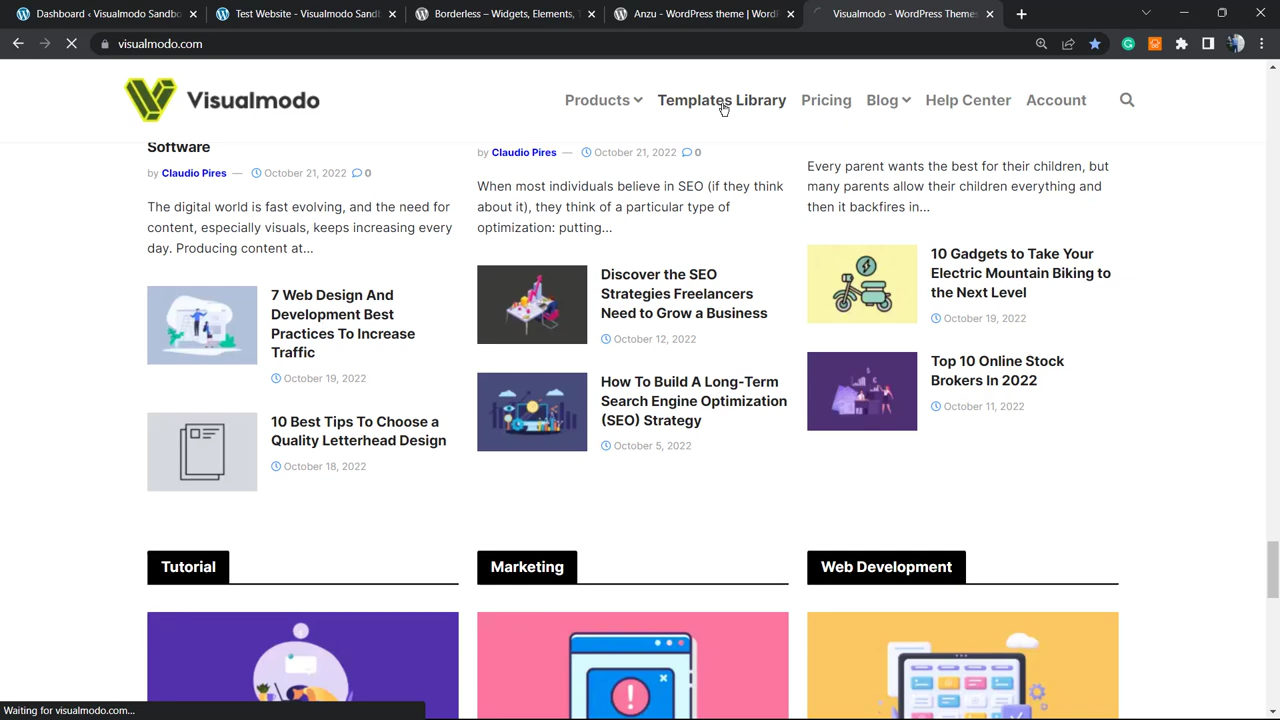 Dashboard ‹ Visualmodo Sandbo
Test Website - Visualmodo Sandb
Borderless – Widgets, Elements, T
Anzu - WordPress theme | WordP
Visualmodo - WordPress Themes
visualmodo.com
Visualmodo
Products
Templates Library
Pricing
Blog
Help Center
Account
Software
by Claudio Pires — October 21, 2022 0
The digital world is fast evolving, and the need for
content, especially visuals, keeps increasing every
day. Producing content at...
7 Web Design And
Development Best
Practices To Increase
Traffic
October 19, 2022
10 Best Tips To Choose a
Quality Letterhead Design
October 18, 2022
by Claudio Pires — October 21, 2022 0
When most individuals believe in SEO (if they think
about it), they think of a particular type of
optimization: putting...
Discover the SEO
Strategies Freelancers
Need to Grow a Business
October 12, 2022
How To Build A Long-Term
Search Engine Optimization
(SEO) Strategy
October 5, 2022
Every parent wants the best for their children, but
many parents allow their children everything and
then it backfires in...
10 Gadgets to Take Your
Electric Mountain Biking to
the Next Level
October 19, 2022
Top 10 Online Stock
Brokers In 2022
October 11, 2022
Tutorial
Marketing
Web Development
Waiting for visualmodo.com...